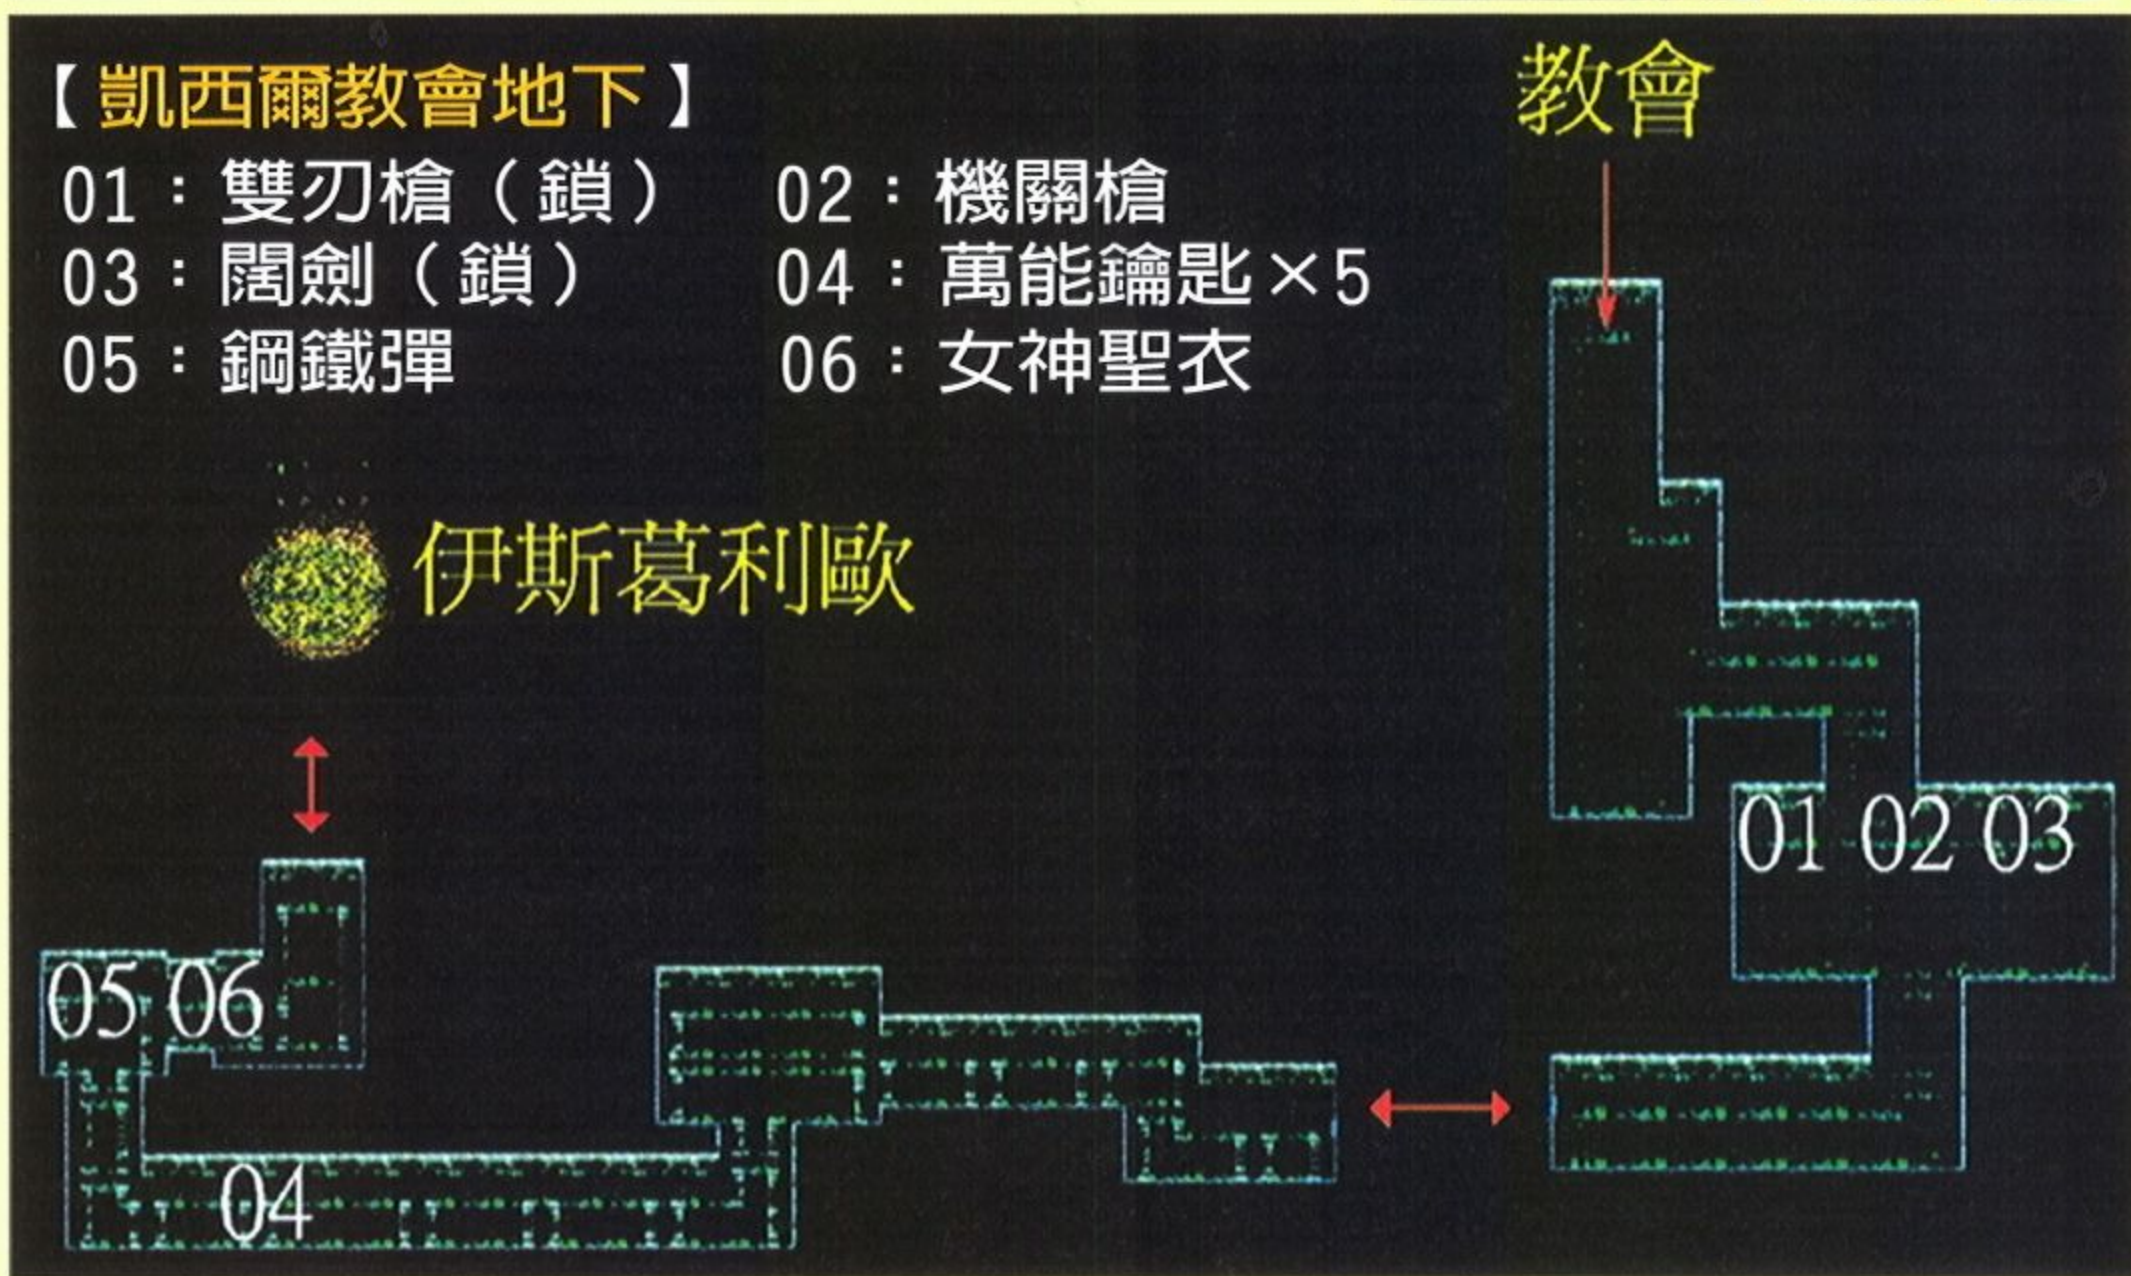 【凱西爾教會地下】
教會
01：雙刃槍（鎖）　02：機關槍
03：闊劍（鎖）　04：萬能鑰匙×5
05：鋼鐵彈　06：女神聖衣
伊斯葛利歐
01 02 03
05 06
04